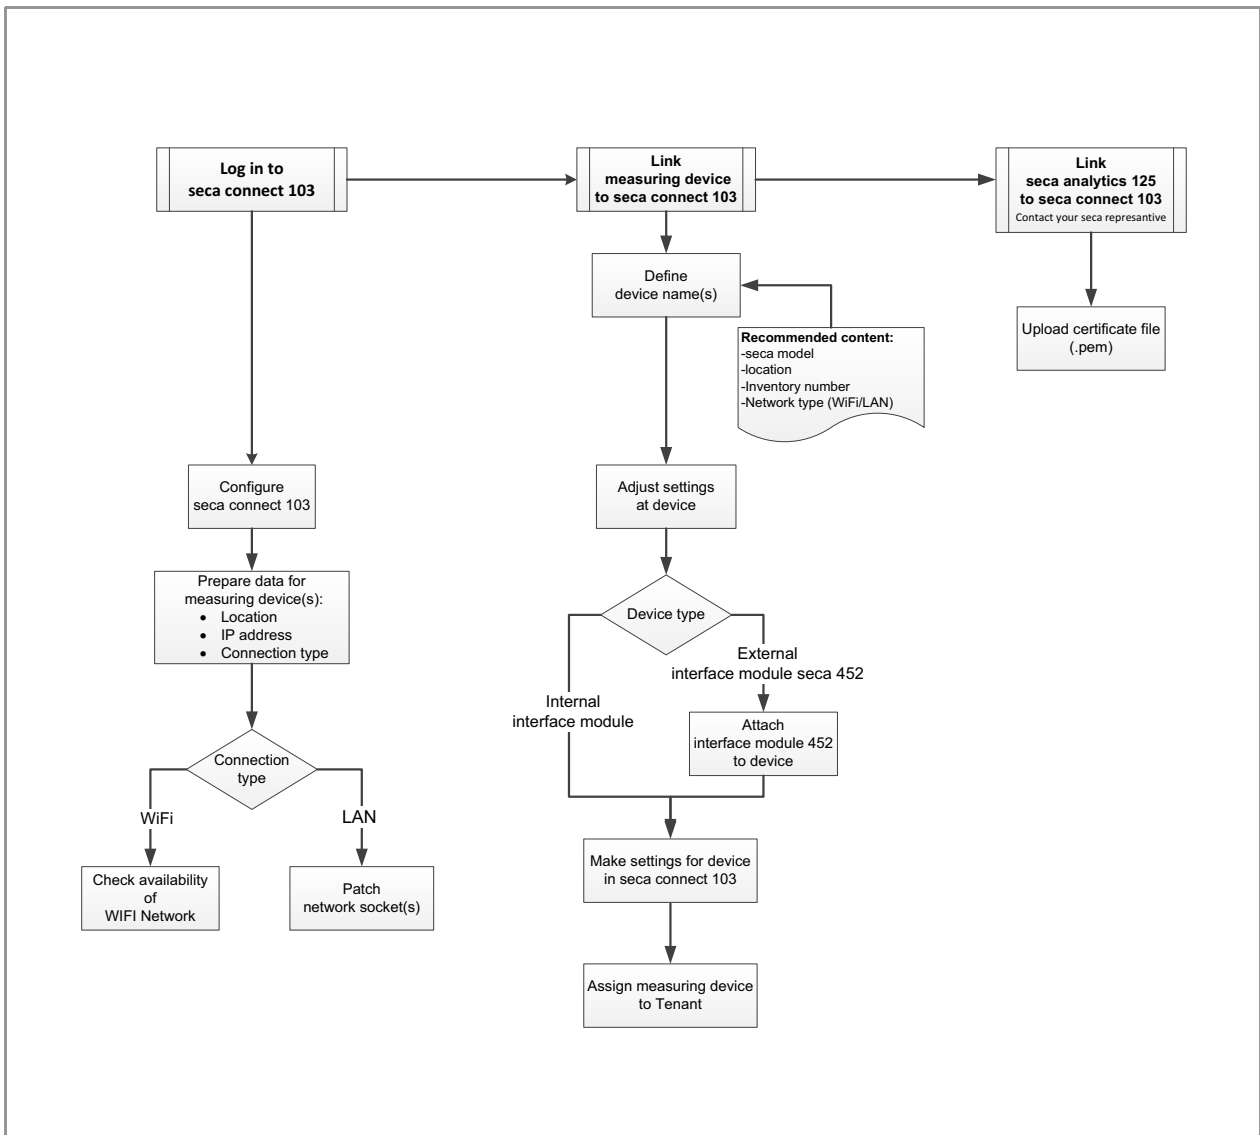 Log in to
seca connect 103
Link
measuring device
to seca connect 103
Link
seca analytics 125
to seca connect 103
Contact your seca represantive
Define
device name(s)
Recommended content:
-seca model
-location
-Inventory number
-Network type (WiFi/LAN)
Upload certificate file
(.pem)
Configure
seca connect 103
Adjust settings
at device
Prepare data for
measuring device(s):
• Location
• IP address
• Connection type
Device type
External
interface module seca 452
Internal
interface module
Attach
interface module 452
to device
Connection
type
WiFi
LAN
Check availability
of
WIFI Network
Patch
network socket(s)
Make settings for device
in seca connect 103
Assign measuring device
to Tenant